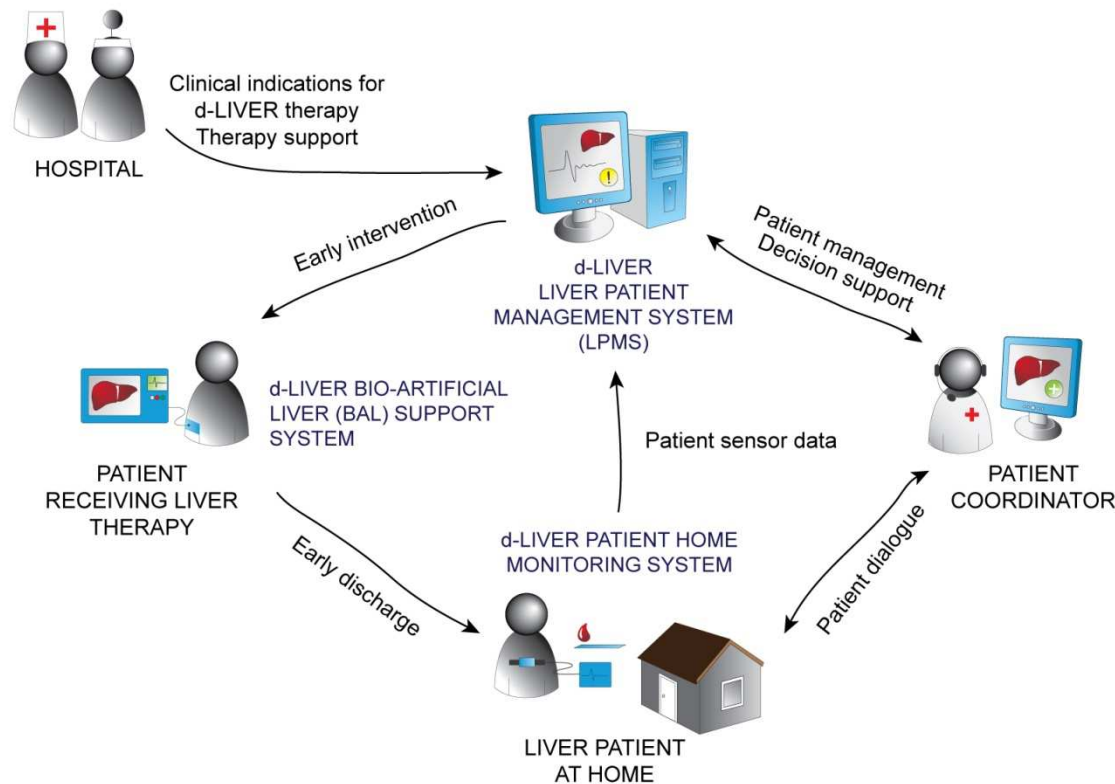 Clinical indications for
d-LIVER therapy
Therapy support
HOSPITAL
Early intervention
d-LIVER
LIVER PATIENT
MANAGEMENT SYSTEM
(LPMS)
Patient management
Decision support
d-LIVER BIO-ARTIFICIAL
LIVER (BAL) SUPPORT
SYSTEM
PATIENT
RECEIVING LIVER
THERAPY
Patient sensor data
PATIENT
COORDINATOR
Early discharge
d-LIVER PATIENT HOME
MONITORING SYSTEM
Patient dialogue
LIVER PATIENT
AT HOME